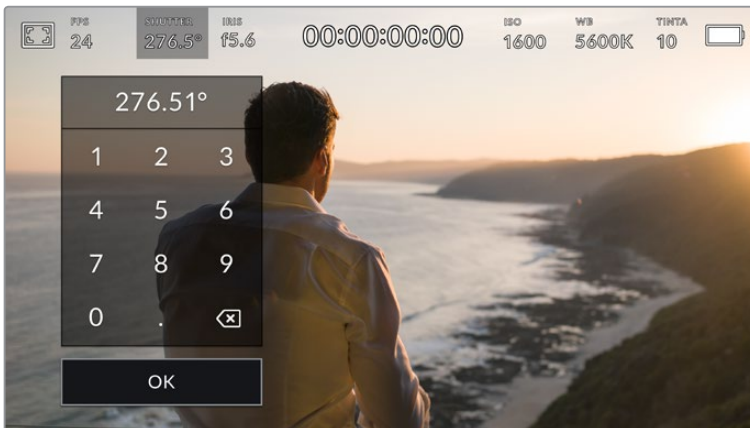 FPS SHUTTER IRIS ISO WB TINTA
24 276.5° f5.6 00:00:00:00 1600 5600K 10
276.51°
1 2 3
4 5 6
7 8 9
0 .
OK